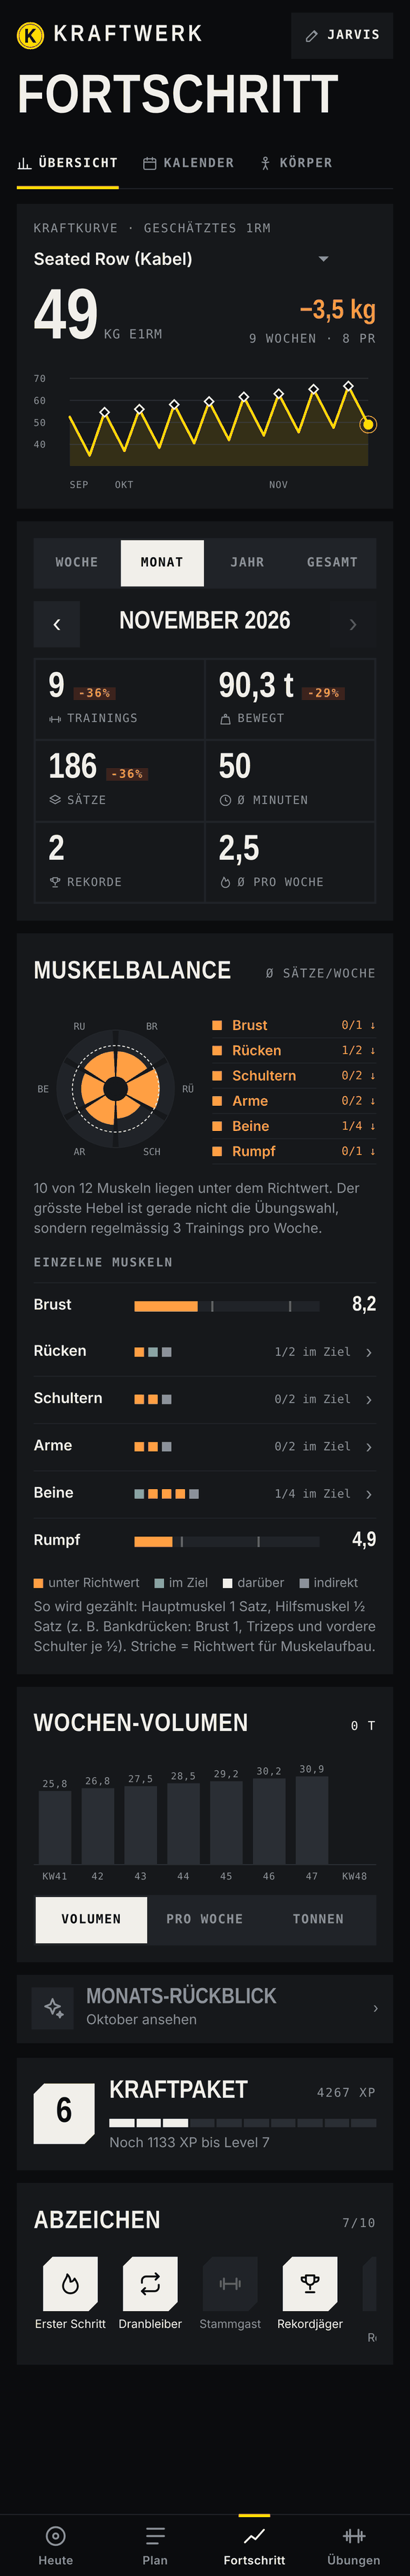 K KRAFTWERK
JARVIS
FORTSCHRITT
ÜBERSICHT KALENDER KÖRPER
KRAFTKURVE · GESCHÄTZTES 1RM
Seated Row (Kabel)
49 KG E1RM
−3,5 kg
9 WOCHEN · 8 PR
70
60
50
40
SEP OKT NOV
WOCHE MONAT JAHR GESAMT
‹ NOVEMBER 2026 ›
9 -36%
TRAININGS
90,3 t -29%
BEWEGT
186 -36%
SÄTZE
50
Ø MINUTEN
2
REKORDE
2,5
Ø PRO WOCHE
MUSKELBALANCE Ø SÄTZE/WOCHE
RU BR
BE RÜ
AR SCH
Brust 0/1 ↓
Rücken 1/2 ↓
Schultern 0/2 ↓
Arme 0/2 ↓
Beine 1/4 ↓
Rumpf 0/1 ↓
10 von 12 Muskeln liegen unter dem Richtwert. Der
grösste Hebel ist gerade nicht die Übungswahl,
sondern regelmässig 3 Trainings pro Woche.
EINZELNE MUSKELN
Brust 8,2
Rücken 1/2 im Ziel ›
Schultern 0/2 im Ziel ›
Arme 0/2 im Ziel ›
Beine 1/4 im Ziel ›
Rumpf 4,9
unter Richtwert im Ziel darüber indirekt
So wird gezählt: Hauptmuskel 1 Satz, Hilfsmuskel ½
Satz (z. B. Bankdrücken: Brust 1, Trizeps und vordere
Schulter je ½). Striche = Richtwert für Muskelaufbau.
WOCHEN-VOLUMEN 0 T
25,8 26,8 27,5 28,5 29,2 30,2 30,9
KW41 42 43 44 45 46 47 KW48
VOLUMEN PRO WOCHE TONNEN
MONATS-RÜCKBLICK
Oktober ansehen ›
6
KRAFTPAKET 4267 XP
Noch 1133 XP bis Level 7
ABZEICHEN 7/10
Erster Schritt Dranbleiber Stammgast Rekordjäger
Heute Plan Fortschritt Übungen